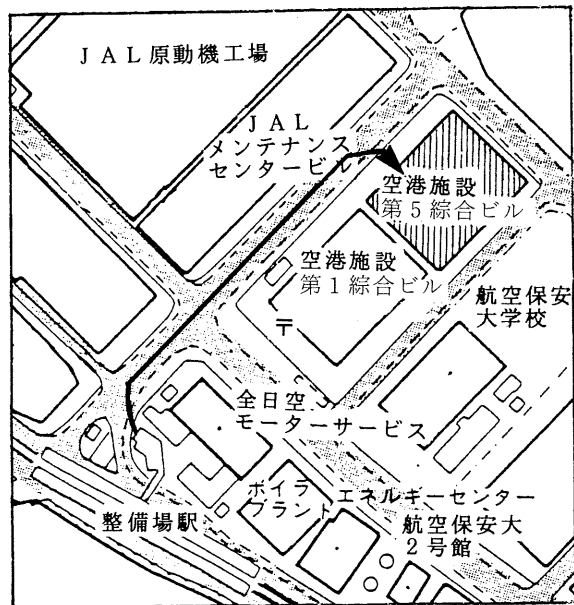 JAL原動機工場
JAL
メンテナンス
センタービル
空港施設
第5綜合ビル
空港施設
第1綜合ビル
航空保安
大学校
〒
全日空
モーターサービス
ボイラ
プラント
エネルギーセンター
整備場駅
航空保安大
2号館